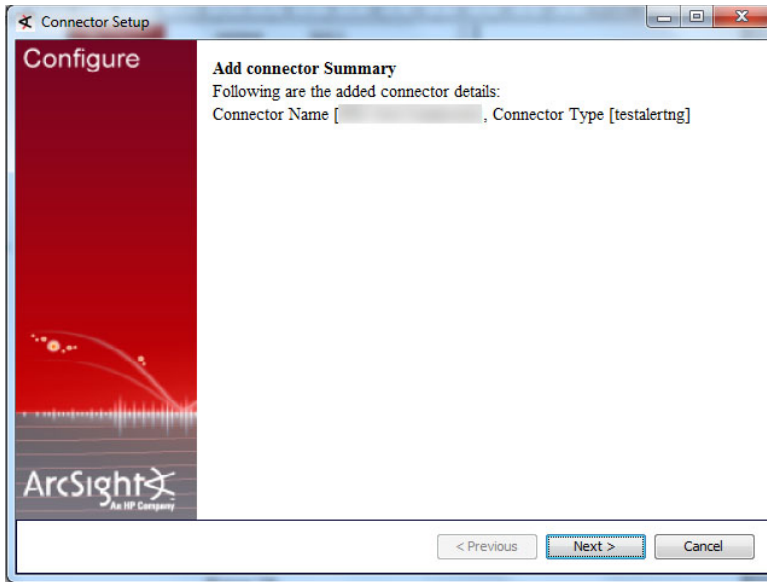 Connector Setup
Configure
Add connector Summary
Following are the added connector details:
Connector Name [ , Connector Type [testalertng]
ArcSight
An HP Company
< Previous
Next >
Cancel